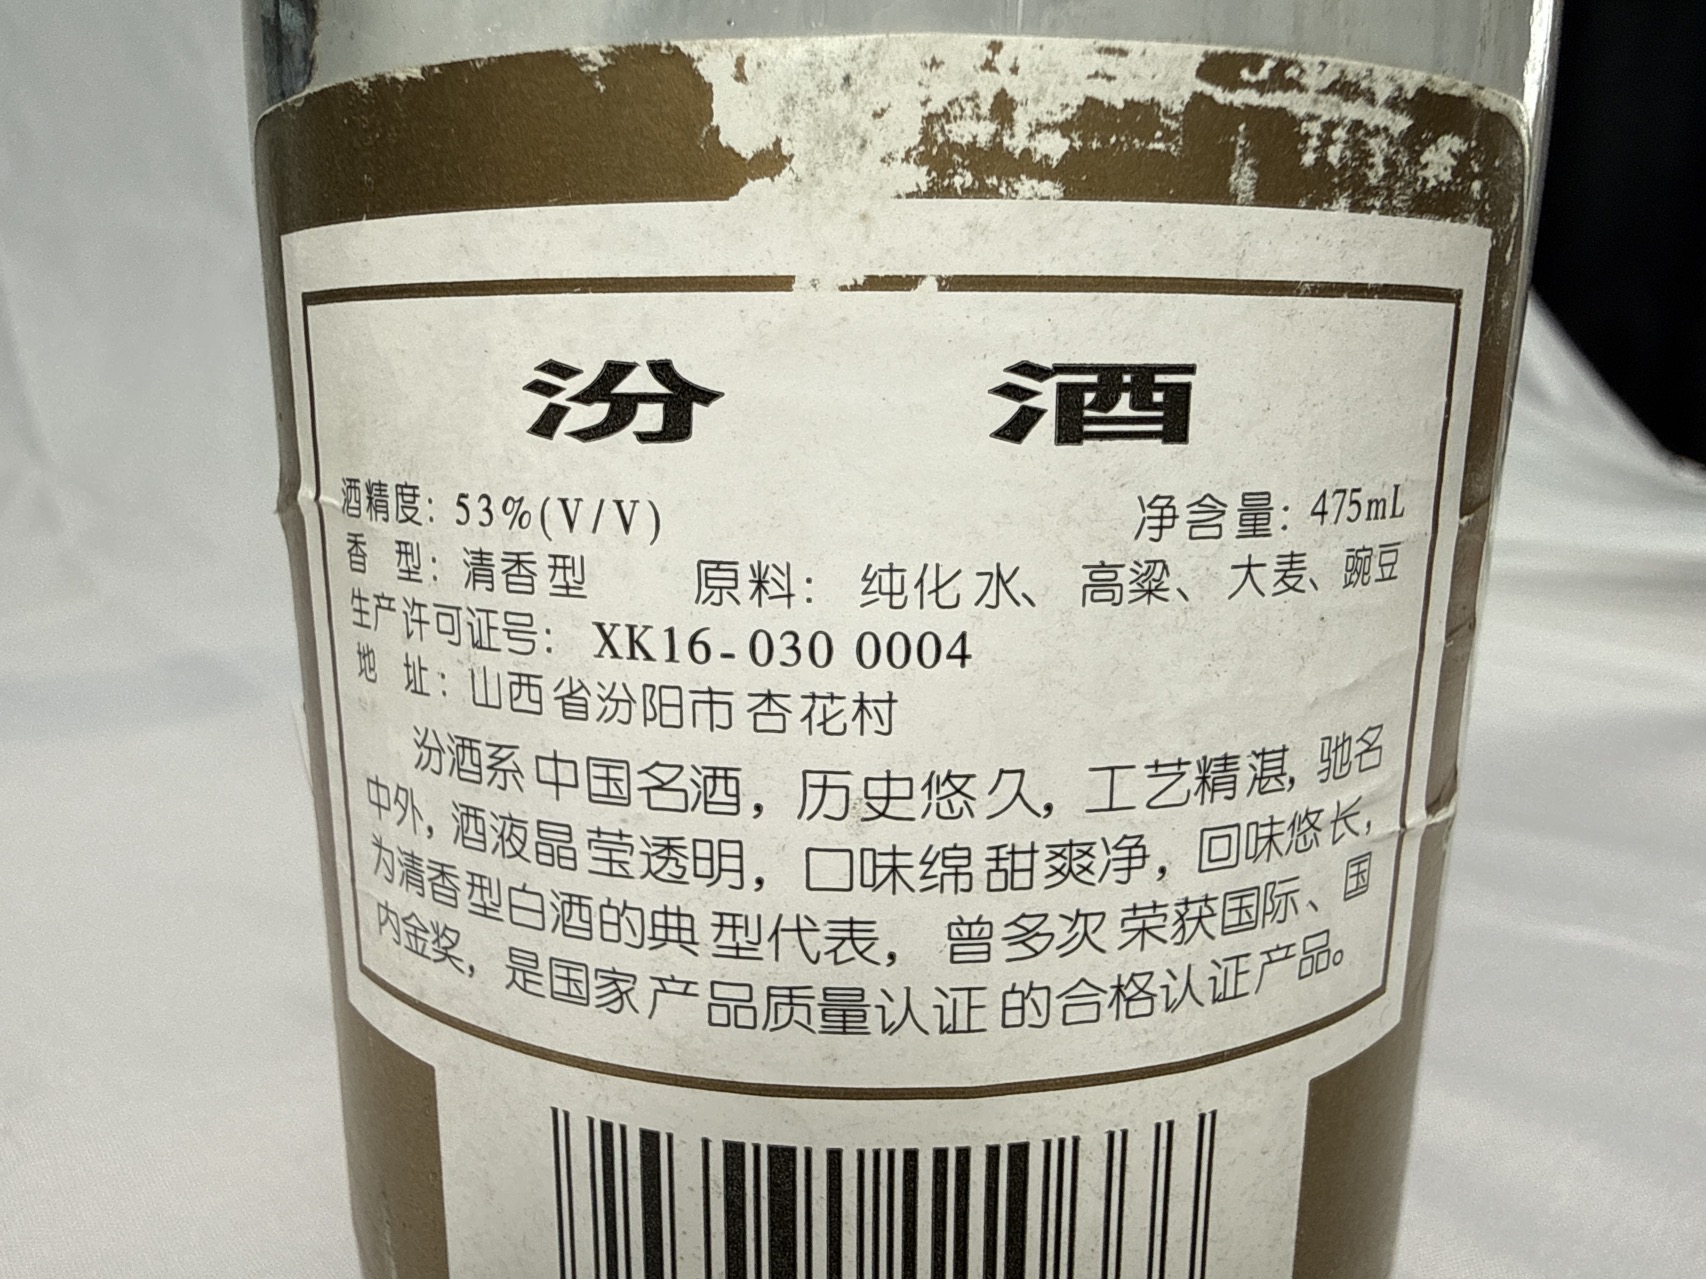 汾 酒
酒精度：53%(V/V) 净含量：475mL
香 型：清香型 原料：纯化水、高粱、大麦、豌豆
生产许可证号：XK16-030 0004
地 址：山西省汾阳市杏花村
汾酒系中国名酒，历史悠久，工艺精湛，驰名
中外，酒液晶莹透明，口味绵甜爽净，回味悠长，
为清香型白酒的典型代表，曾多次荣获国际、国
内金奖，是国家产品质量认证的合格认证产品。